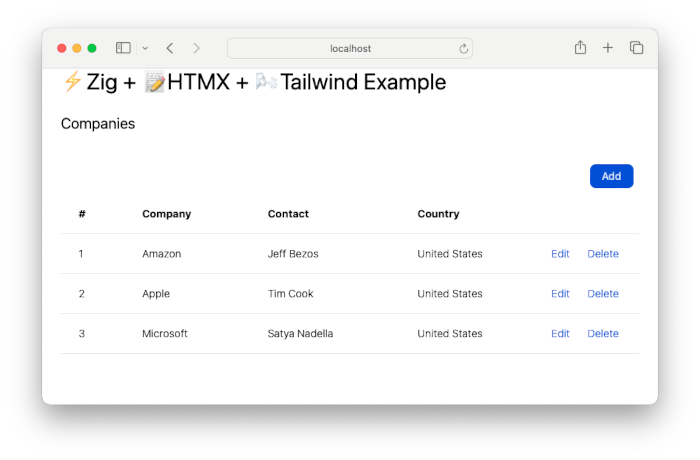 localhost
⚡Zig + 📝HTMX + 🌬Tailwind Example
Companies
Add
# Company Contact Country
1 Amazon Jeff Bezos United States Edit Delete
2 Apple Tim Cook United States Edit Delete
3 Microsoft Satya Nadella United States Edit Delete